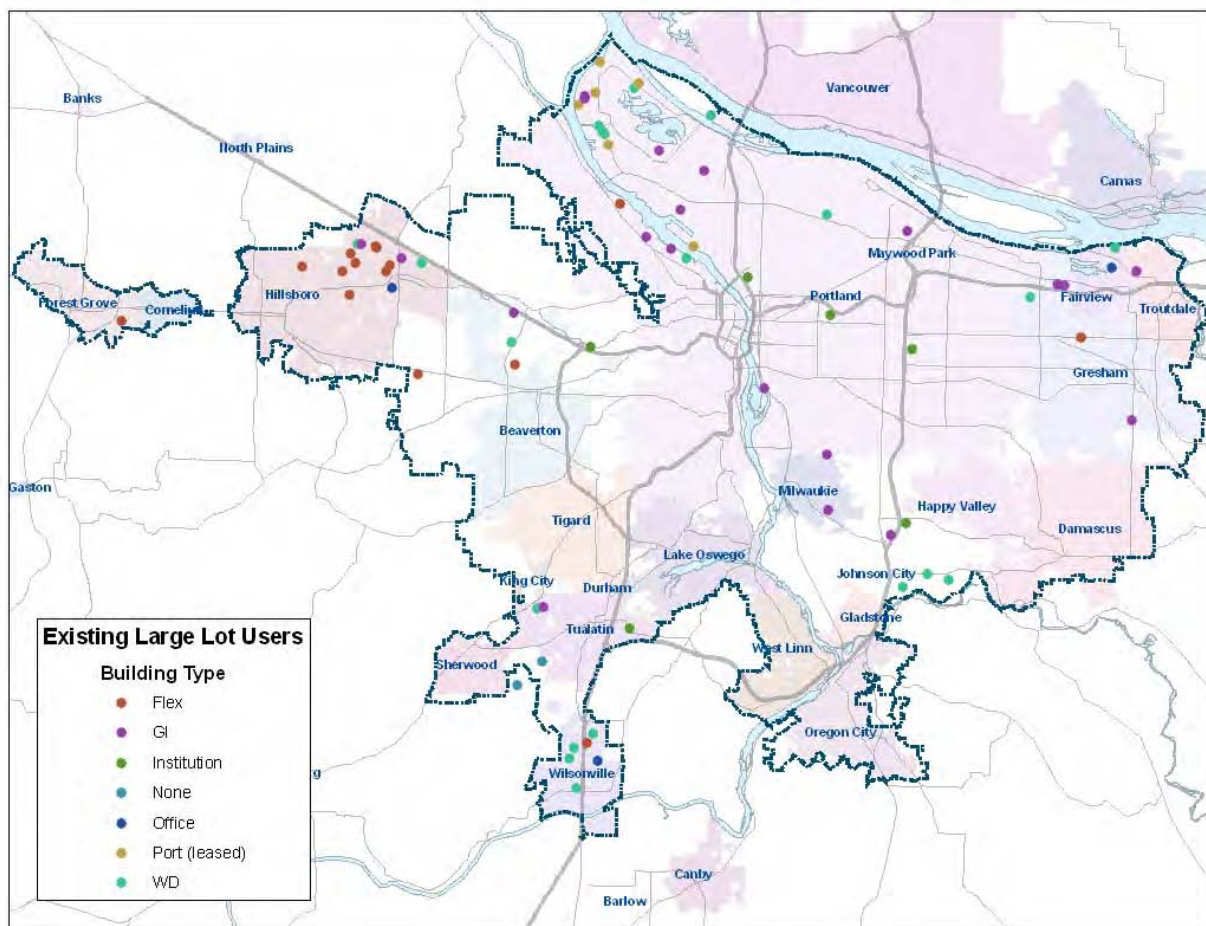 Vancouver
Banks
North Plains
Camas
Maywood Park
Portland
Fairview
Troutdale
Hillsboro
Forest Grove
Cornelius
Gresham
Beaverton
Gaston
Milwaukie
Happy Valley
Damascus
Tigard
Lake Oswego
King City
Durham
Johnson City
Gladstone
Tualatin
West Linn
Sherwood
Oregon City
Wilsonville
rg
Canby
Barlow
Existing Large Lot Users
Building Type
Flex
GI
Institution
None
Office
Port (leased)
WD